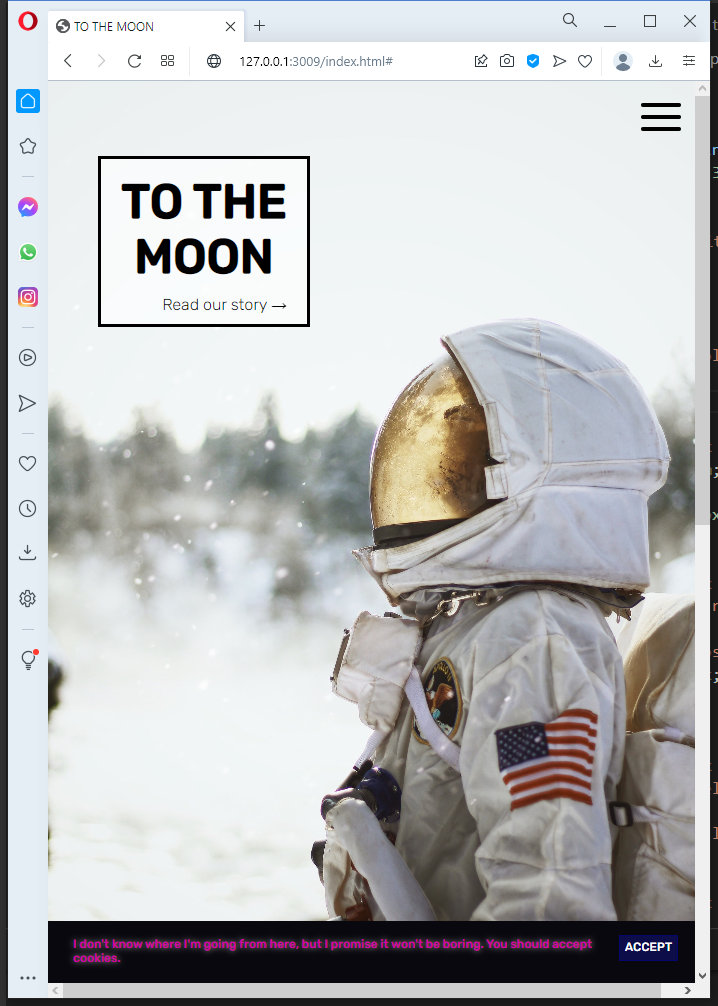 TO THE MOON
127.0.0.1:3009/index.html#
TO THE
MOON
Read our story →
I don't know where I'm going from here, but I promise it won't be boring. You should accept
cookies.
ACCEPT